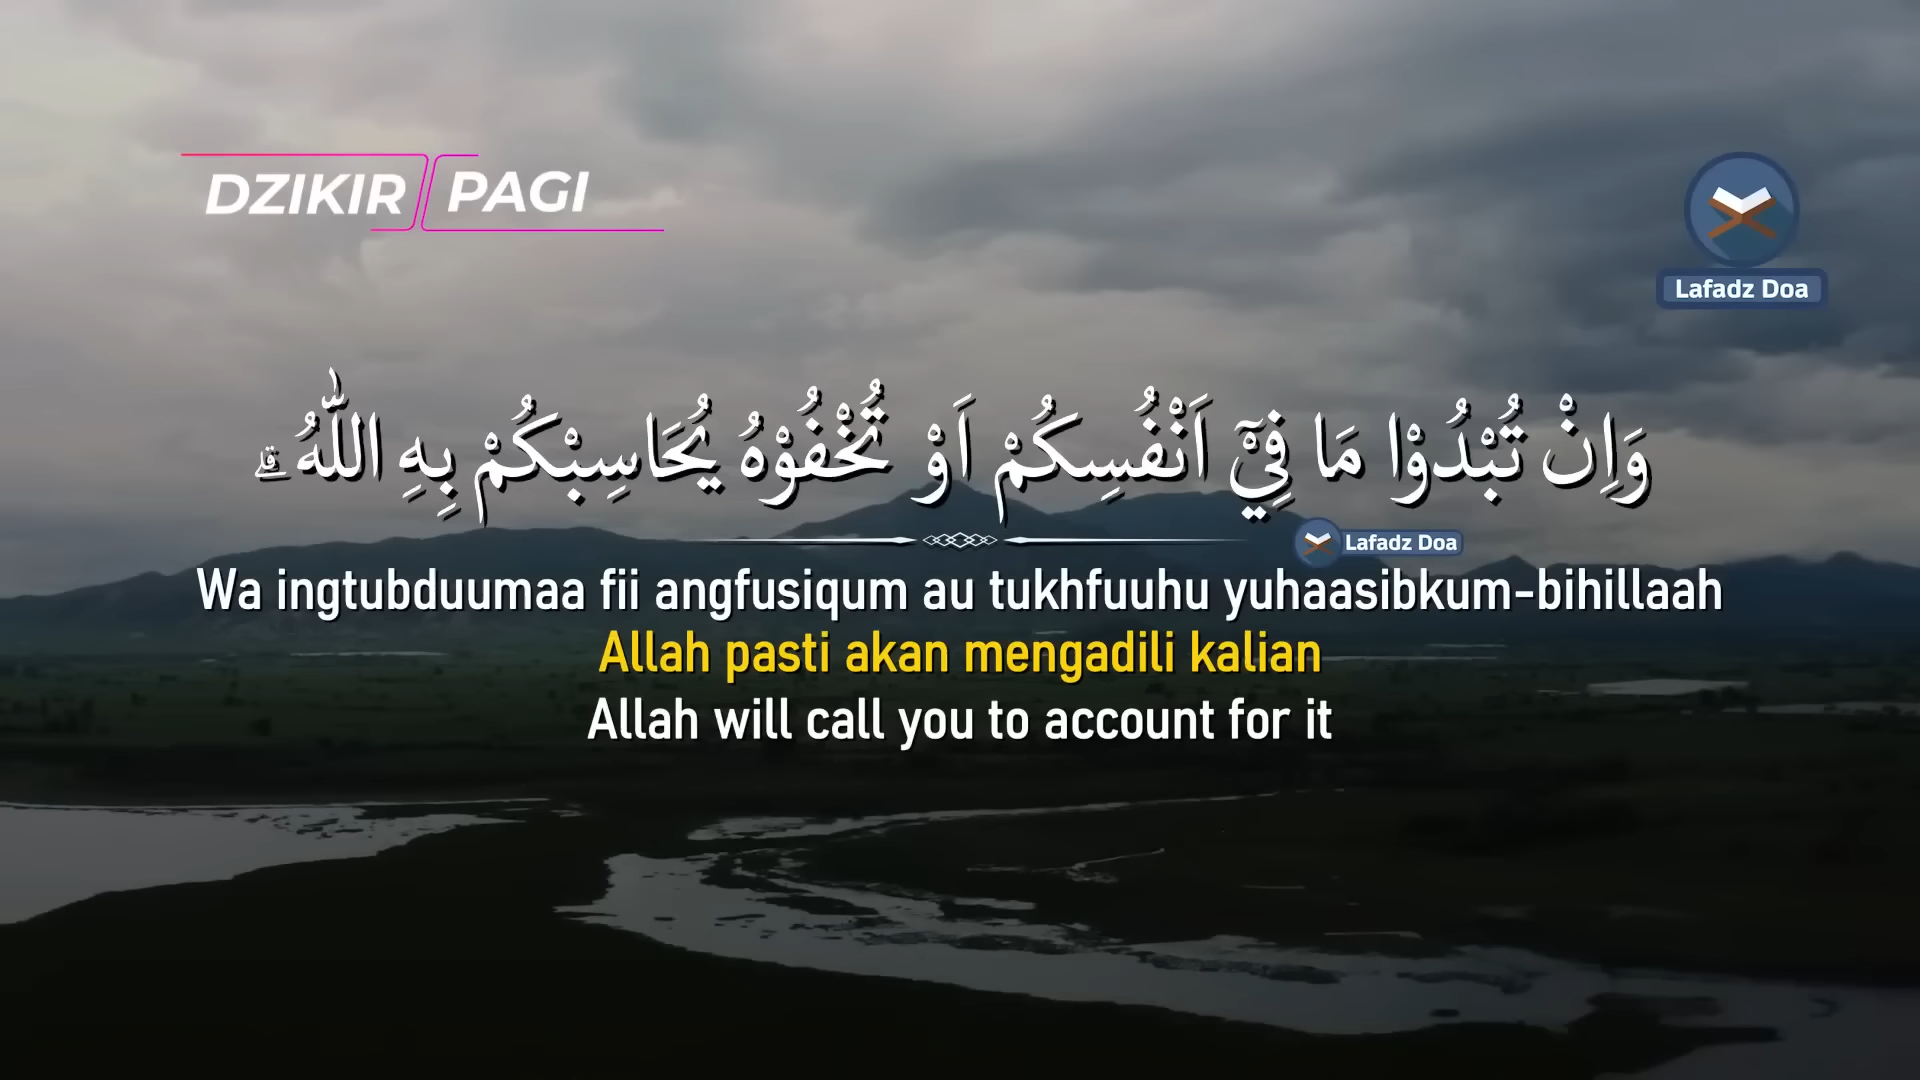 DZIKIR PAGI
Lafadz Doa
وَاِنْ تُبْدُوْا مَا فِيْٓ اَنْفُسِكُمْ اَوْ تُخْفُوْهُ يُحَاسِبْكُمْ بِهِ اللّٰهُ ۗ
Lafadz Doa
Wa ingtubduumaa fii angfusiqum au tukhfuuhu yuhaasibkum-bihillaah
Allah pasti akan mengadili kalian
Allah will call you to account for it